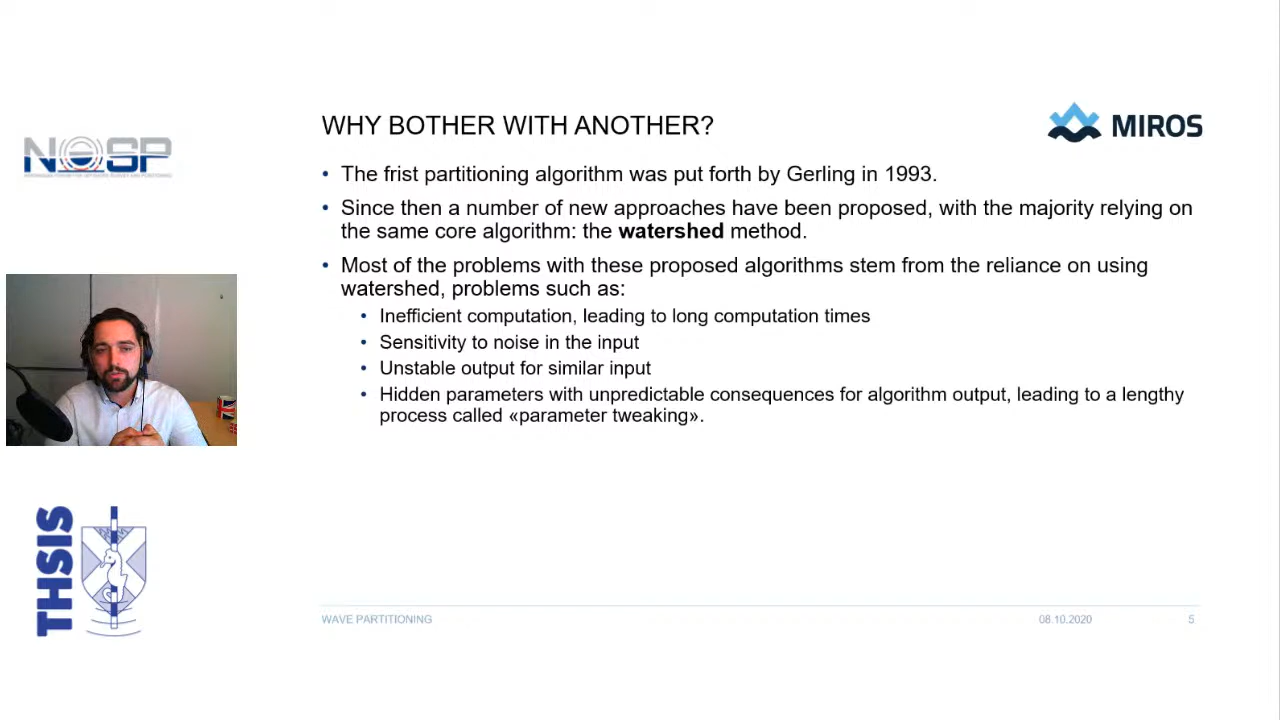 WHY BOTHER WITH ANOTHER?
MIROS
NOSP
• The frist partitioning algorithm was put forth by Gerling in 1993.
• Since then a number of new approaches have been proposed, with the majority relying on
the same core algorithm: the watershed method.
• Most of the problems with these proposed algorithms stem from the reliance on using
watershed, problems such as:
• Inefficient computation, leading to long computation times
• Sensitivity to noise in the input
• Unstable output for similar input
• Hidden parameters with unpredictable consequences for algorithm output, leading to a lengthy
process called «parameter tweaking».
THSIS
WAVE PARTITIONING
08.10.2020
5